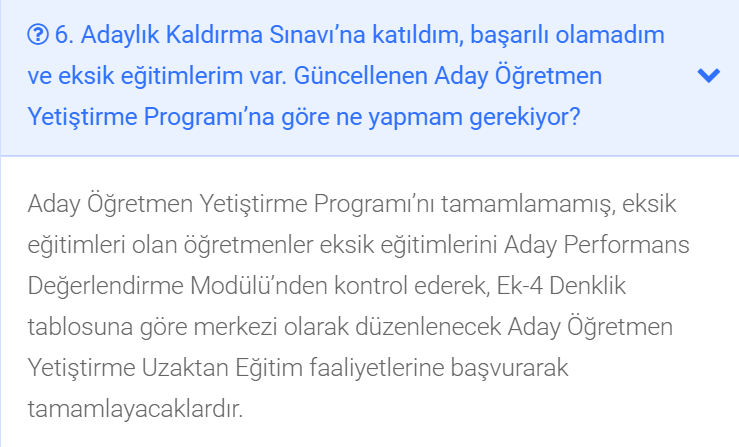 6. Adaylık Kaldırma Sınavı’na katıldım, başarılı olamadım
ve eksik eğitimlerim var. Güncellenen Aday Öğretmen
Yetiştirme Programı’na göre ne yapmam gerekiyor?
Aday Öğretmen Yetiştirme Programı’nı tamamlamamış, eksik
eğitimleri olan öğretmenler eksik eğitimlerini Aday Performans
Değerlendirme Modülü’nden kontrol ederek, Ek-4 Denklik
tablosuna göre merkezi olarak düzenlenecek Aday Öğretmen
Yetiştirme Uzaktan Eğitim faaliyetlerine başvurarak
tamamlayacaklardır.